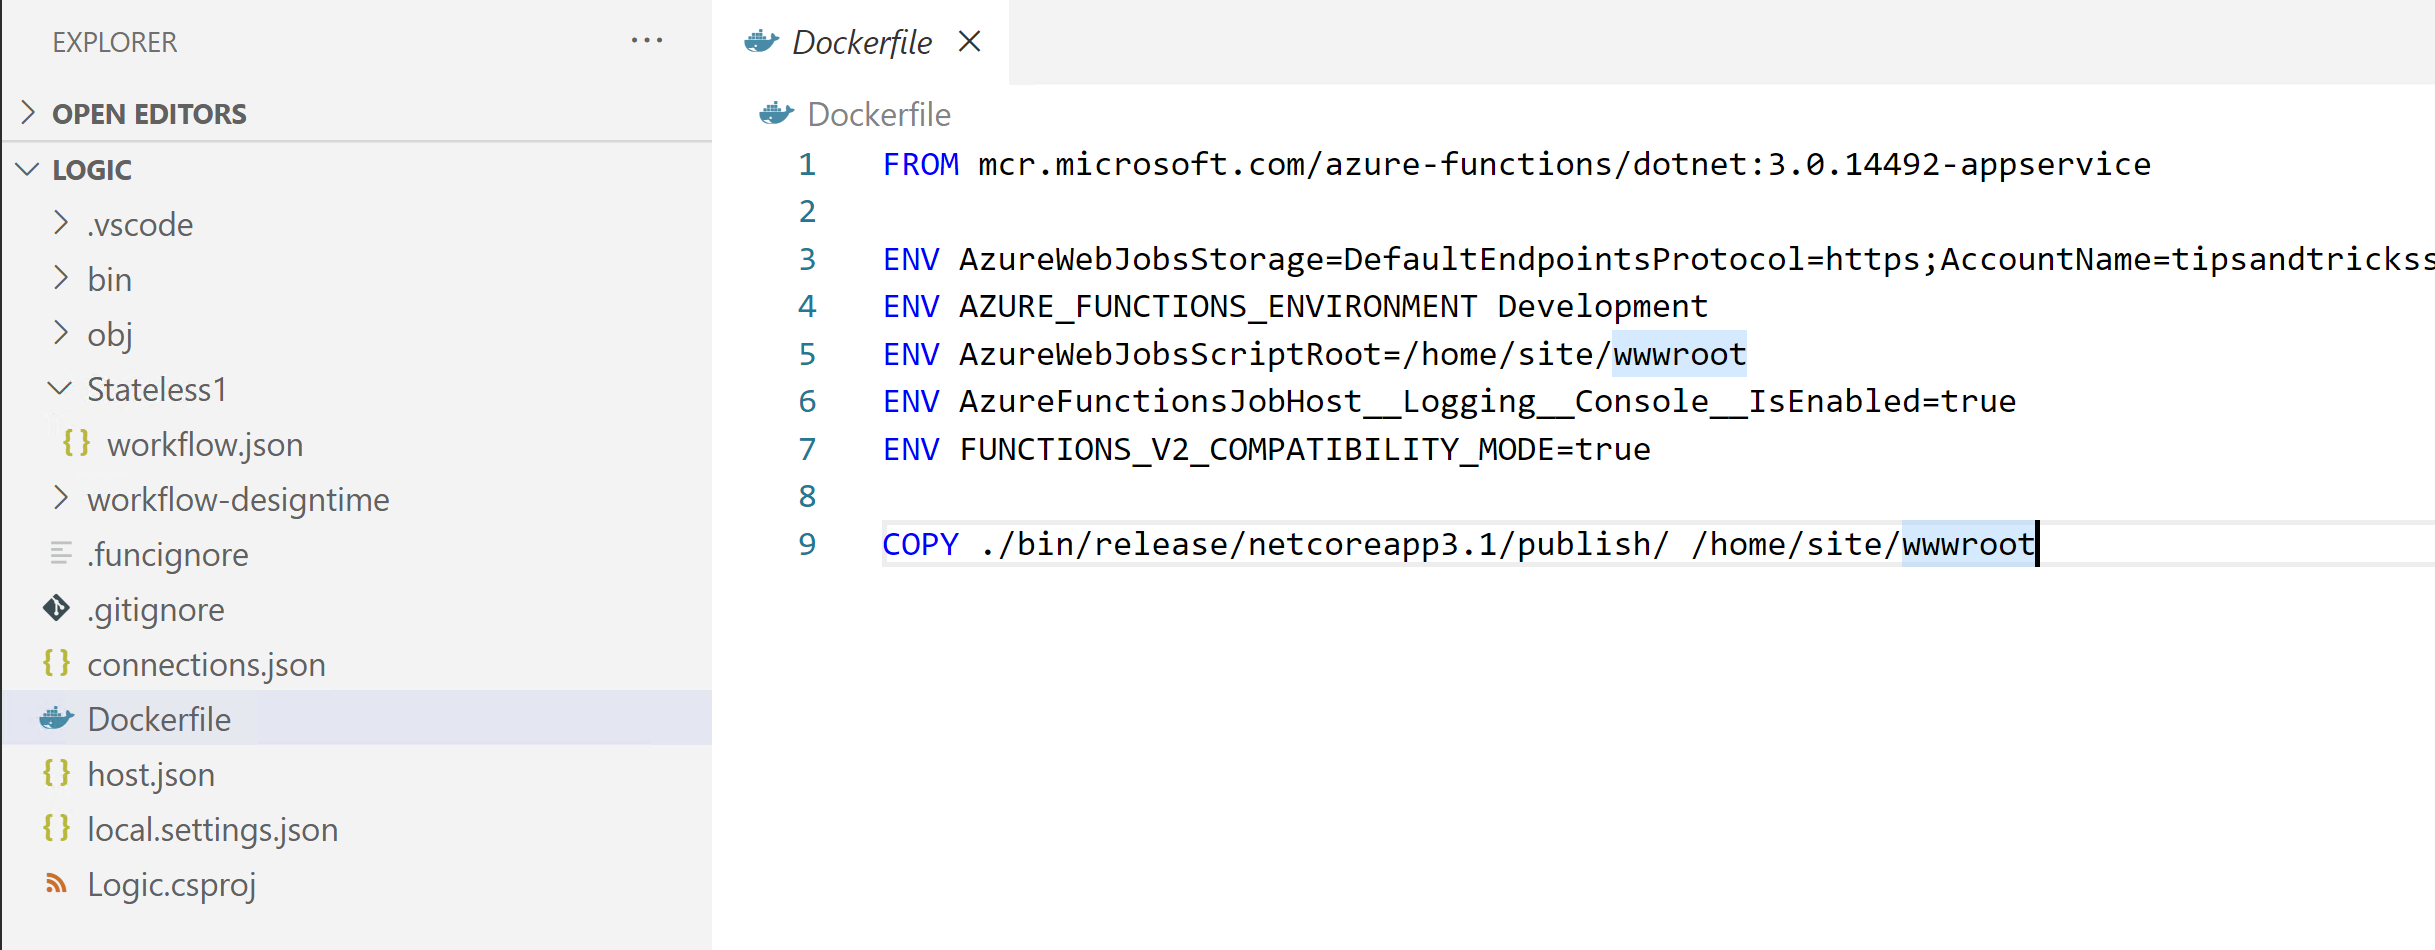 EXPLORER ···
OPEN EDITORS
LOGIC
.vscode
bin
obj
Stateless1
{} workflow.json
workflow-designtime
.funcignore
.gitignore
{} connections.json
Dockerfile
{} host.json
{} local.settings.json
Logic.csproj
Dockerfile
Dockerfile
1 FROM mcr.microsoft.com/azure-functions/dotnet:3.0.14492-appservice
2
3 ENV AzureWebJobsStorage=DefaultEndpointsProtocol=https;AccountName=tipsandtrickss
4 ENV AZURE_FUNCTIONS_ENVIRONMENT Development
5 ENV AzureWebJobsScriptRoot=/home/site/wwwroot
6 ENV AzureFunctionsJobHost__Logging__Console__IsEnabled=true
7 ENV FUNCTIONS_V2_COMPATIBILITY_MODE=true
8
9 COPY ./bin/release/netcoreapp3.1/publish/ /home/site/wwwroot